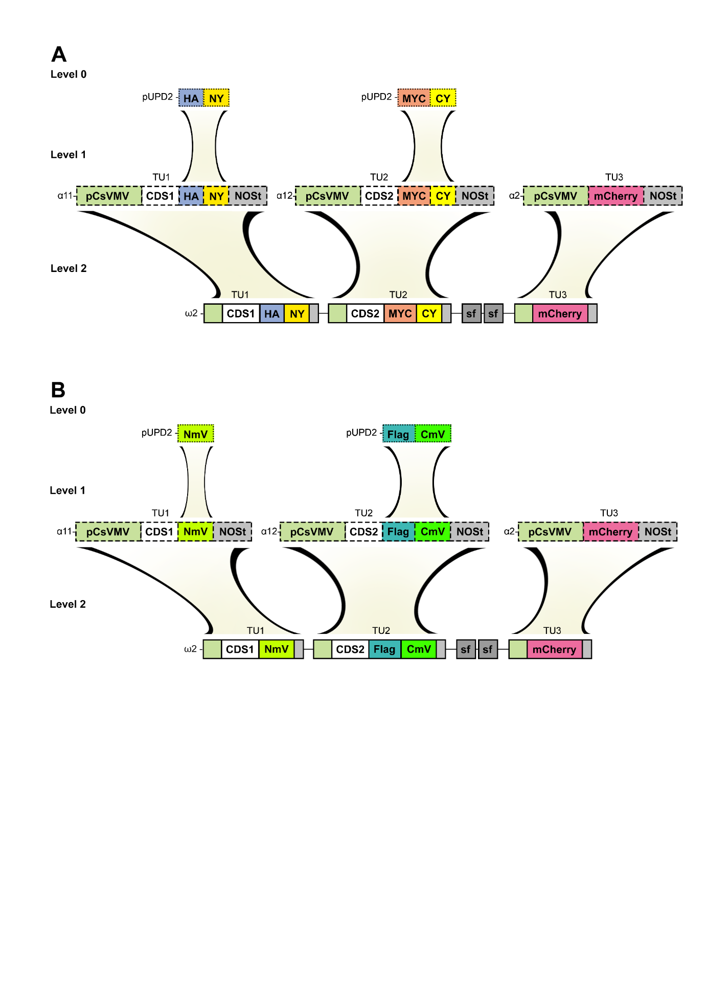 A
Level 0
pUPD2 - HA NY pUPD2 - MYC CY
Level 1
TU1 TU2 TU3
α11- pCsVMV CDS1 HA NY NOSt α12- pCsVMV CDS2 MYC CY NOSt α2- pCsVMV mCherry NOSt
Level 2
TU1 TU2 TU3
ω2 - CDS1 HA NY CDS2 MYC CY sf sf mCherry
B
Level 0
pUPD2 - NmV pUPD2 - Flag CmV
Level 1
TU1 TU2 TU3
α11- pCsVMV CDS1 NmV NOSt α12- pCsVMV CDS2 Flag CmV NOSt α2- pCsVMV mCherry NOSt
Level 2
TU1 TU2 TU3
ω2 - CDS1 NmV CDS2 Flag CmV sf sf mCherry